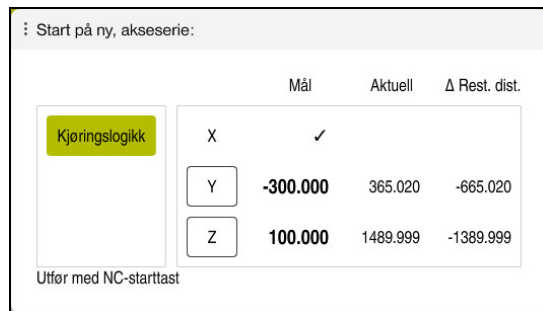 Start på ny, akseserie:
Mål Aktuell Δ Rest. dist.
Kjøringslogikk X ✓
Y -300.000 365.020 -665.020
Z 100.000 1489.999 -1389.999
Utfør med NC-starttast